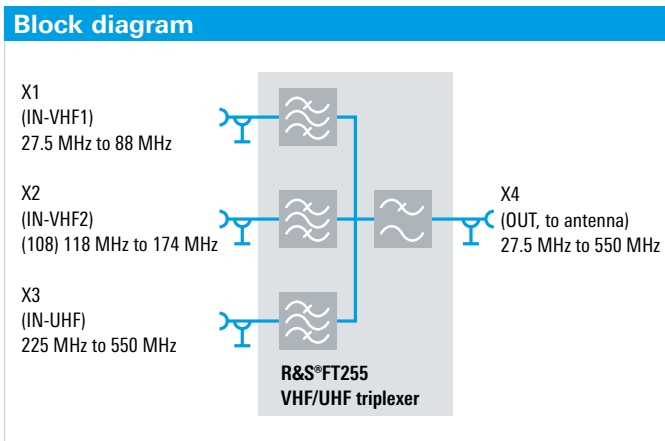 Block diagram
X1
(IN-VHF1)
27.5 MHz to 88 MHz
X2
(IN-VHF2)
(108) 118 MHz to 174 MHz
X3
(IN-UHF)
225 MHz to 550 MHz
X4
(OUT, to antenna)
27.5 MHz to 550 MHz
R&S®FT255
VHF/UHF triplexer